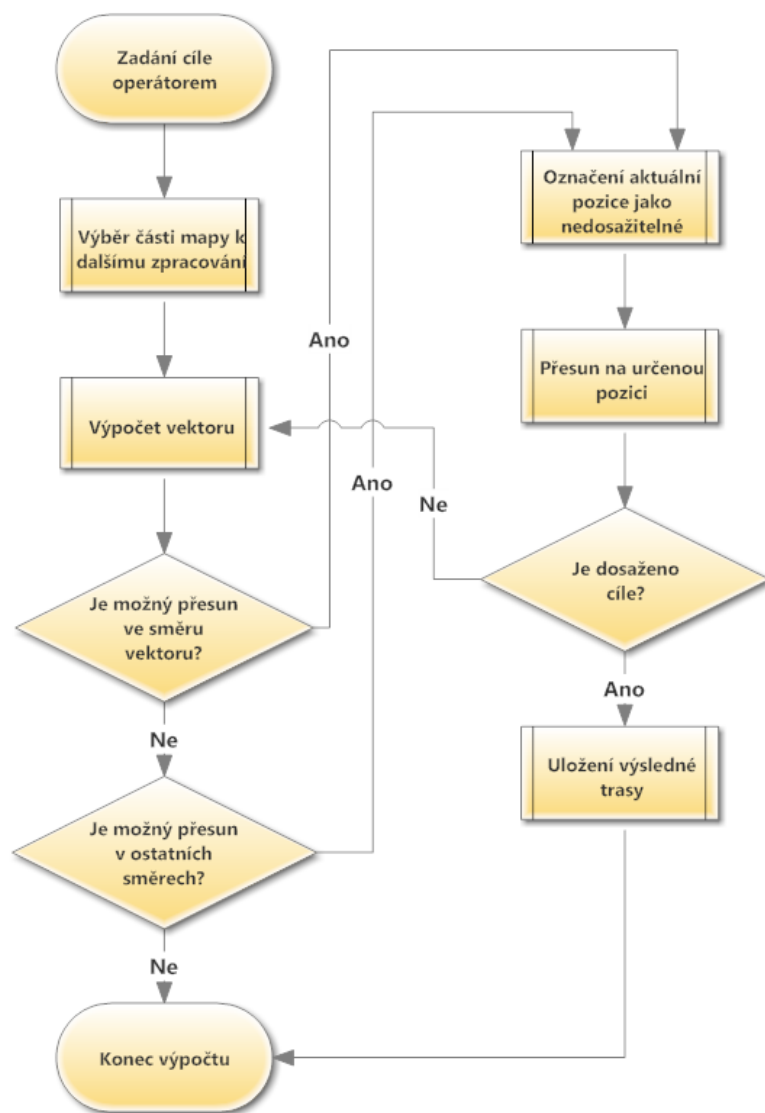 Zadání cíle
operátorem
Výběr části mapy k
dalšímu zpracování
Výpočet vektoru
Je možný přesun
ve směru
vektoru?
Ne
Je možný přesun
v ostatních
směrech?
Ne
Konec výpočtu
Ano
Ano
Označení aktuální
pozice jako
nedosažitelné
Přesun na určenou
pozici
Ne
Je dosaženo
cíle?
Ano
Uložení výsledné
trasy